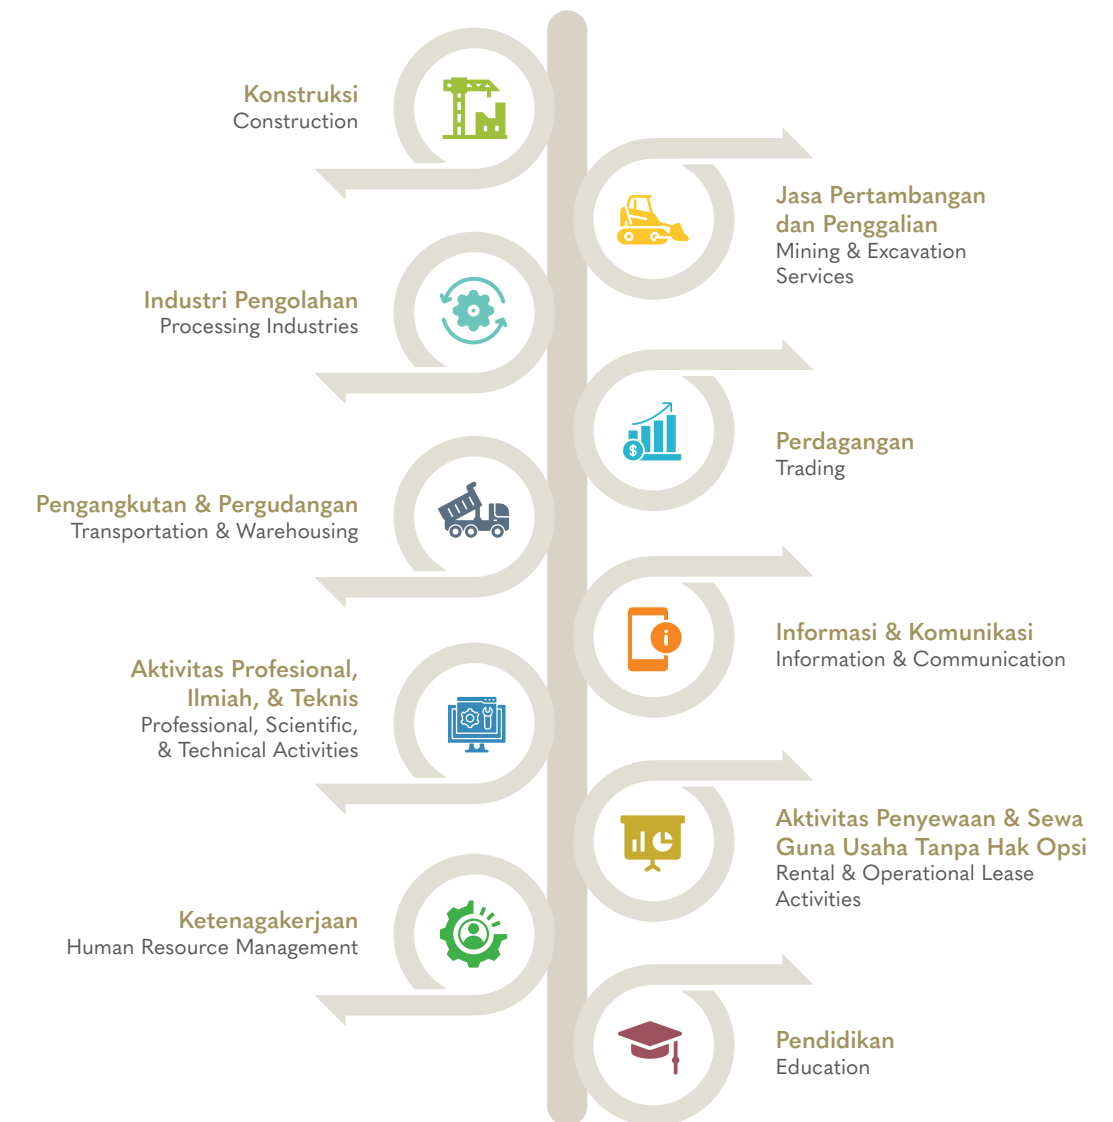 Konstruksi
Construction
Jasa Pertambangan
dan Penggalian
Mining & Excavation
Services
Industri Pengolahan
Processing Industries
Perdagangan
Trading
Pengangkutan & Pergudangan
Transportation & Warehousing
Informasi & Komunikasi
Information & Communication
Aktivitas Profesional,
Ilmiah, & Teknis
Professional, Scientific,
& Technical Activities
Aktivitas Penyewaan & Sewa
Guna Usaha Tanpa Hak Opsi
Rental & Operational Lease
Activities
Ketenagakerjaan
Human Resource Management
Pendidikan
Education